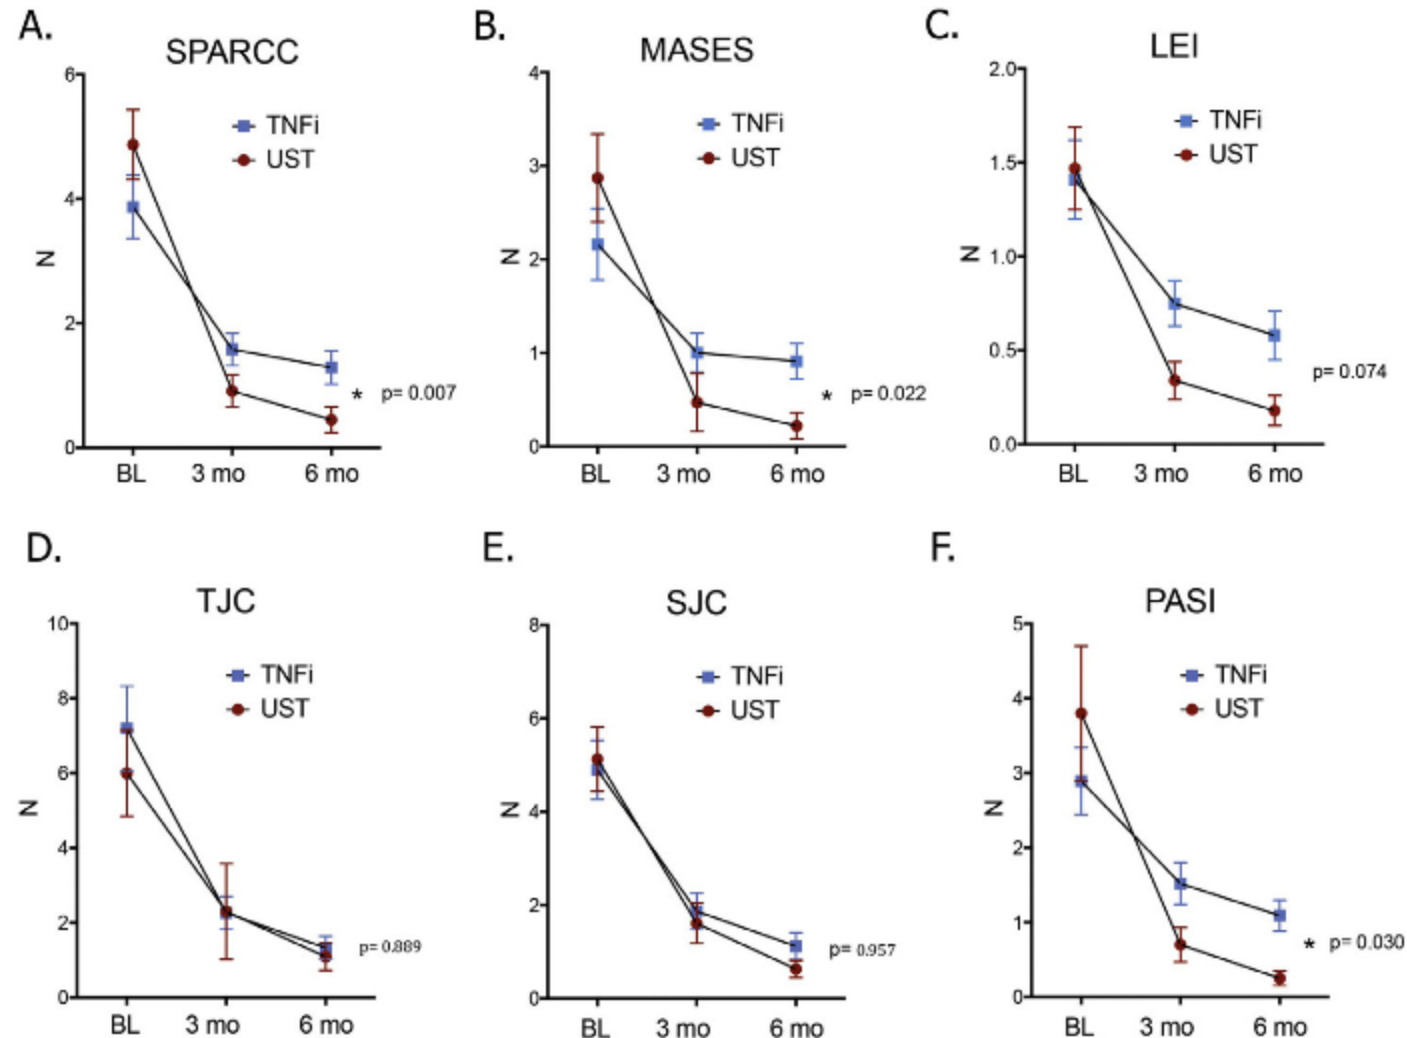 A.
SPARCC
6
4
2
0
N
TNFi
UST
* p= 0.007
BL 3 mo 6 mo
B.
MASES
4
3
2
1
0
N
TNFi
UST
* p= 0.022
BL 3 mo 6 mo
C.
LEI
2.0
1.5
1.0
0.5
0.0
N
TNFi
UST
p= 0.074
BL 3 mo 6 mo
D.
TJC
10
8
6
4
2
0
N
TNFi
UST
p= 0.889
BL 3 mo 6 mo
E.
SJC
8
6
4
2
0
N
TNFi
UST
p= 0.957
BL 3 mo 6 mo
F.
PASI
5
4
3
2
1
0
N
TNFi
UST
* p= 0.030
BL 3 mo 6 mo